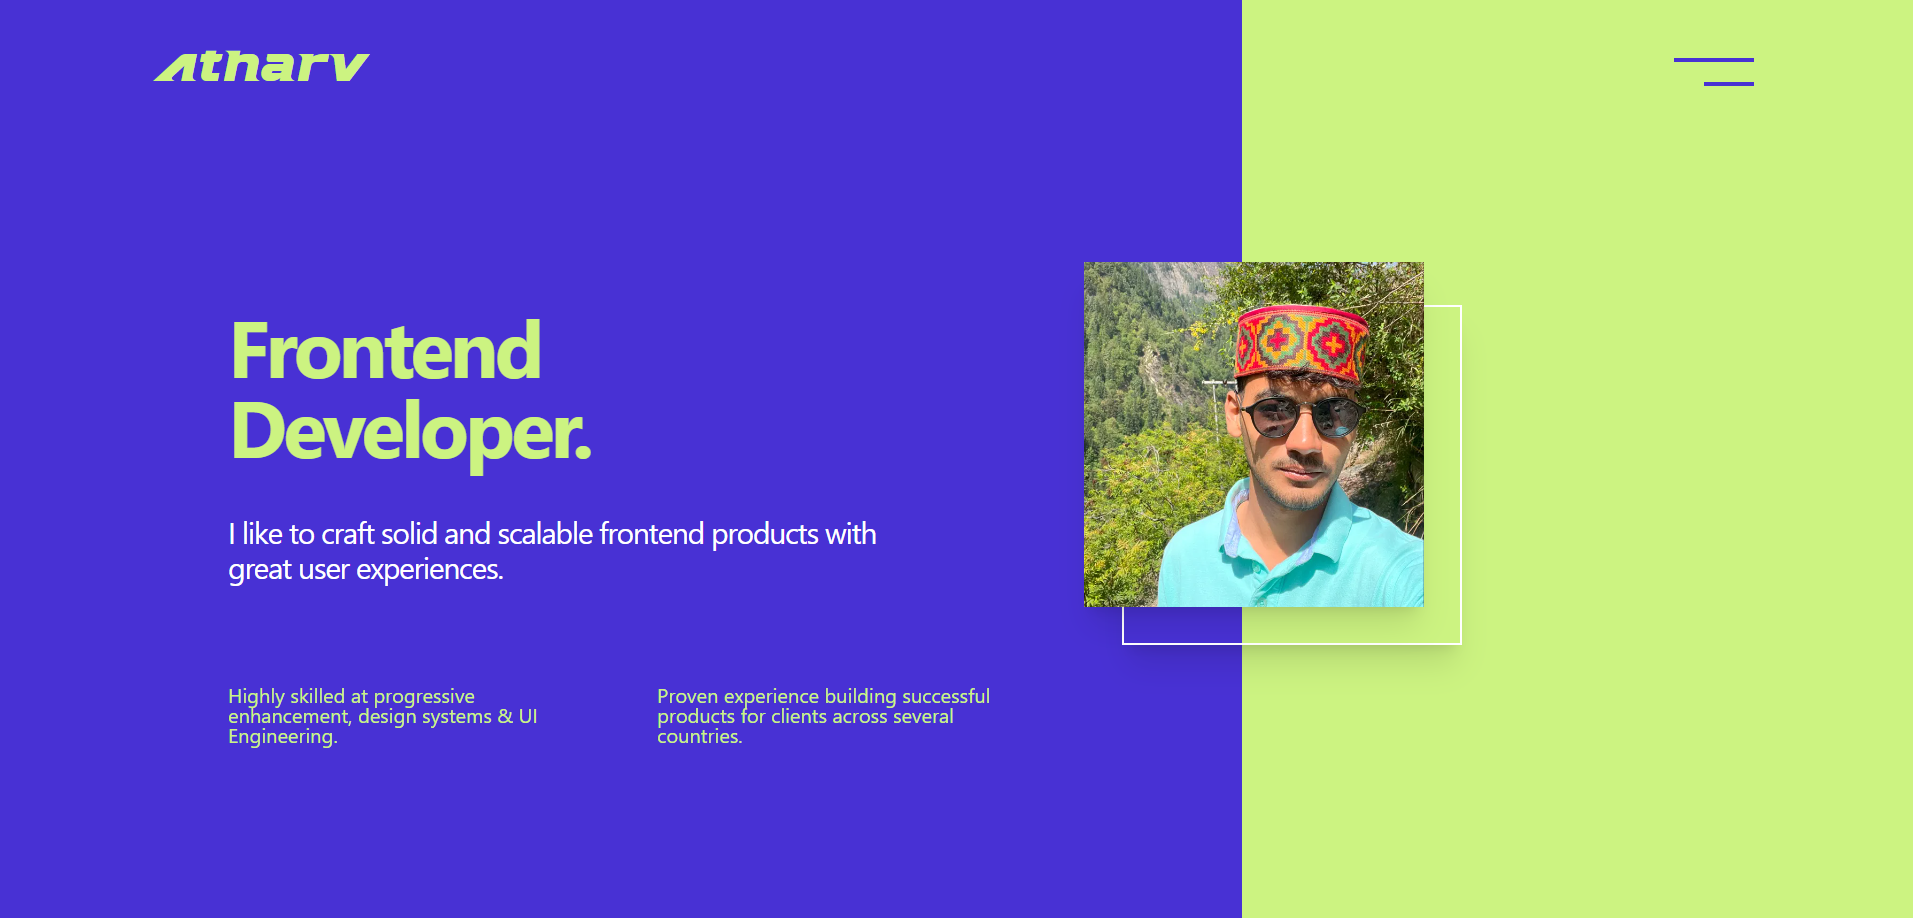 Atharv
Frontend
Developer.
I like to craft solid and scalable frontend products with
great user experiences.
Highly skilled at progressive
enhancement, design systems & UI
Engineering.
Proven experience building successful
products for clients across several
countries.